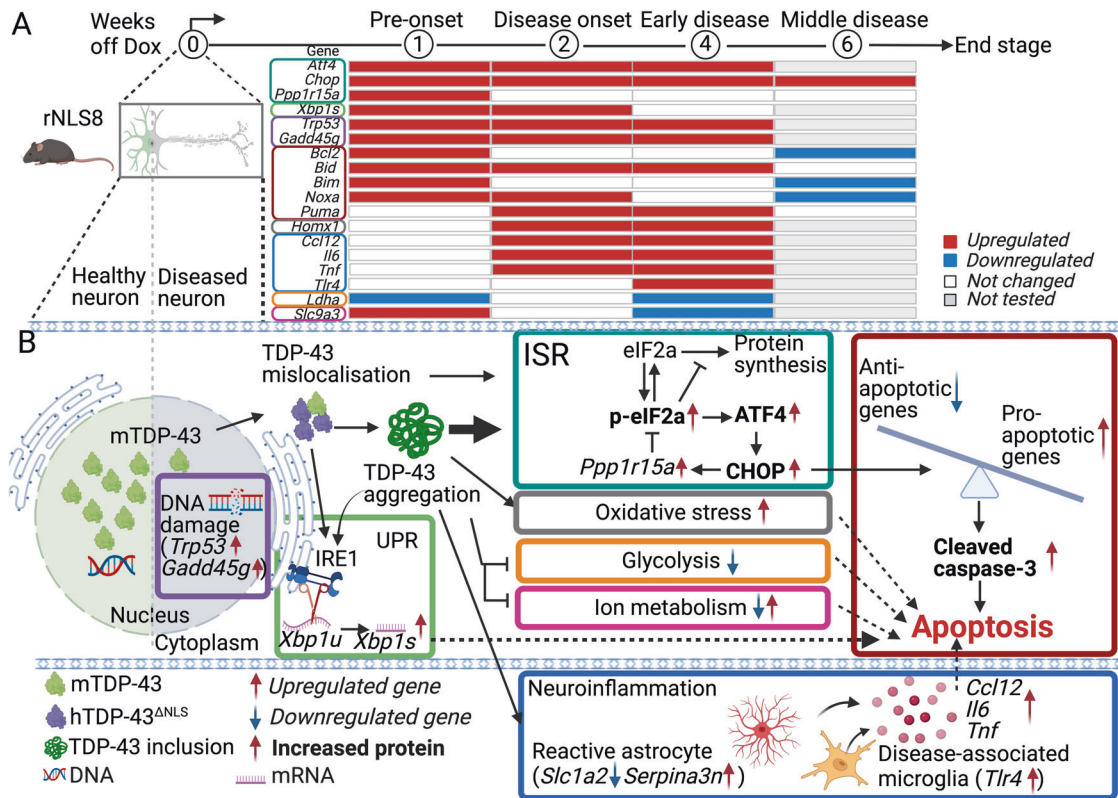 A
Weeks off Dox
0
Pre-onset
1
Disease onset
2
Early disease
4
Middle disease
6
End stage
Gene
Atf4
Chop
Ppp1r15a
Xbp1s
Trp53
Gadd45g
Bcl2
Bid
Bim
Noxa
Puma
Homx1
Ccl12
Il6
Tnf
Tlr4
Ldha
Slc9a3
rNLS8
Healthy neuron
Diseased neuron
Upregulated
Downregulated
Not changed
Not tested
B
TDP-43
mislocalisation
mTDP-43
TDP-43
aggregation
DNA
damage
(Trp53
Gadd45g )
Nucleus
Cytoplasm
UPR
IRE1
Xbp1u
Xbp1s
ISR
eIF2a
Protein
synthesis
p-eIF2a
ATF4
Ppp1r15a
CHOP
Oxidative stress
Glycolysis
Ion metabolism
Anti-
apoptotic
genes
Pro-
apoptotic
genes
Cleaved
caspase-3
Apoptosis
mTDP-43
hTDP-43ΔNLS
TDP-43 inclusion
DNA
Upregulated gene
Downregulated gene
Increased protein
mRNA
Neuroinflammation
Reactive astrocyte
(Slc1a2 Serpina3n )
Ccl12
Il6
Tnf
Disease-associated
microglia (Tlr4 )